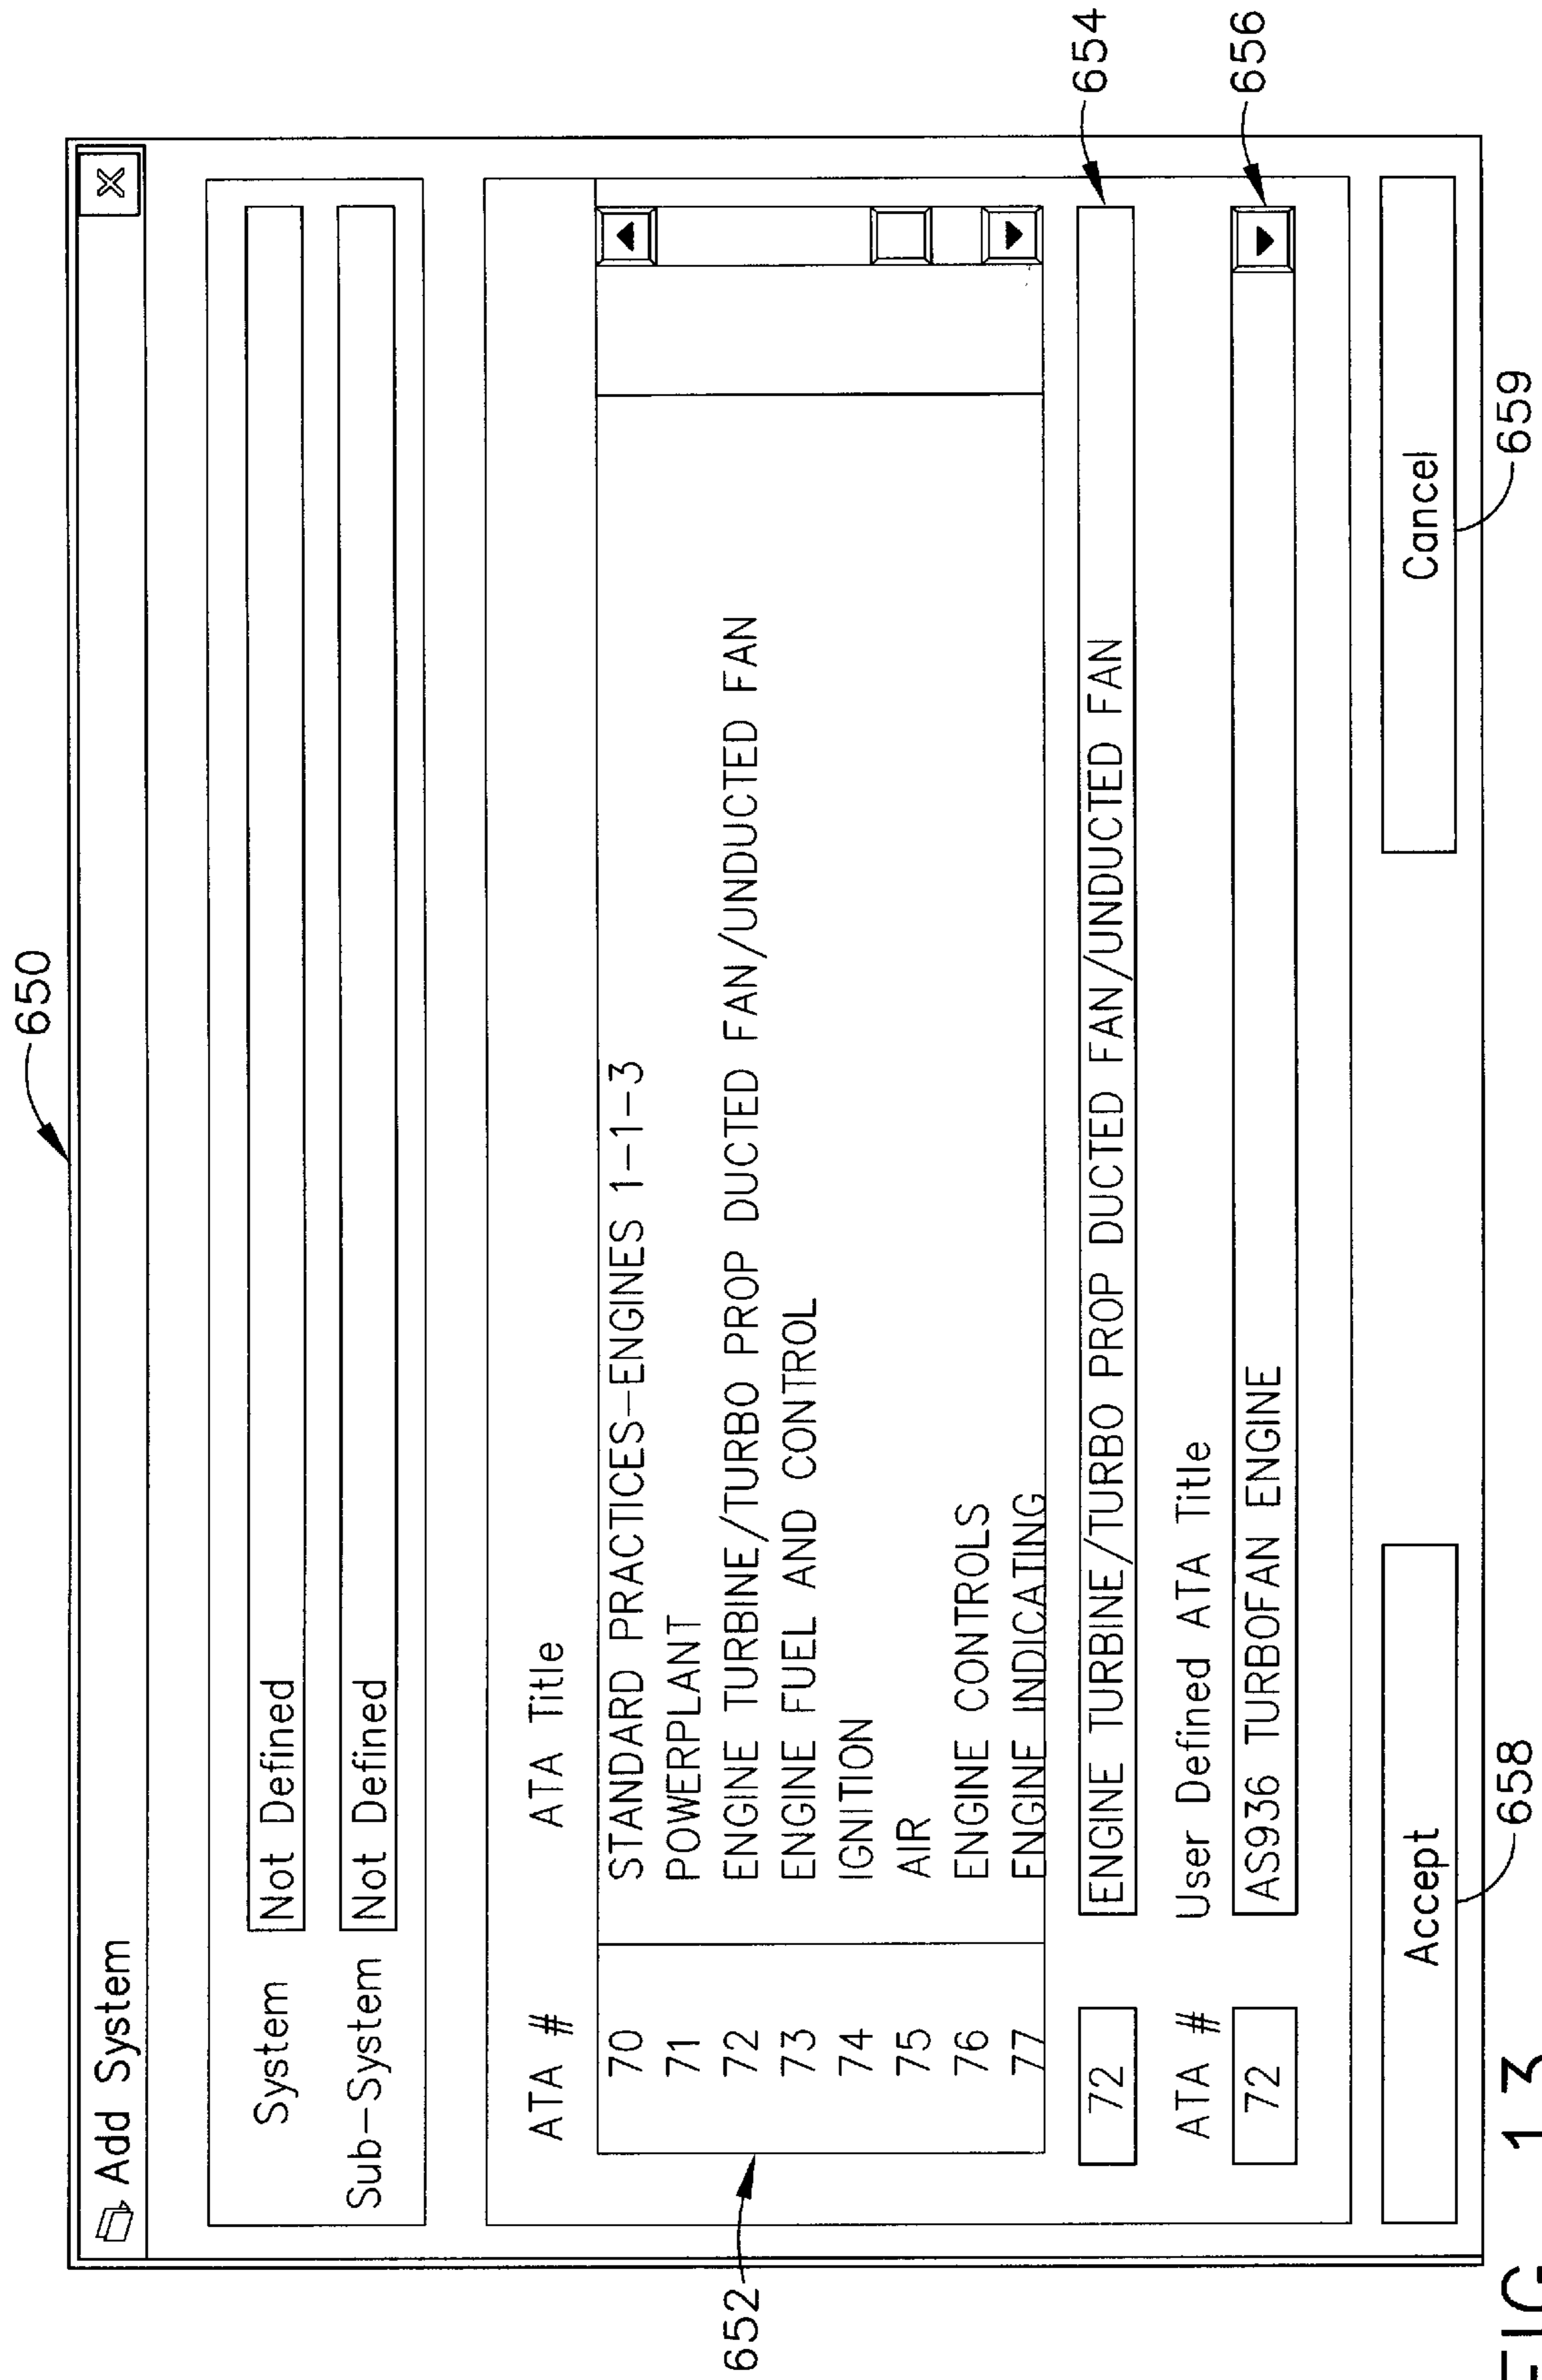 650
Add System
X
System Not Defined
Sub-System Not Defined
ATA # ATA Title
70 STANDARD PRACTICES-ENGINES 1-1-3
71 POWERPLANT
72 ENGINE TURBINE/TURBO PROP DUCTED FAN/UNDUCTED FAN
73 ENGINE FUEL AND CONTROL
74 IGNITION
75 AIR
76 ENGINE CONTROLS
77 ENGINE INDICATING
652
72 ENGINE TURBINE/TURBO PROP DUCTED FAN/UNDUCTED FAN
654
ATA # User Defined ATA Title
72 AS936 TURBOFAN ENGINE
656
Accept Cancel
658 659
FIG. 13